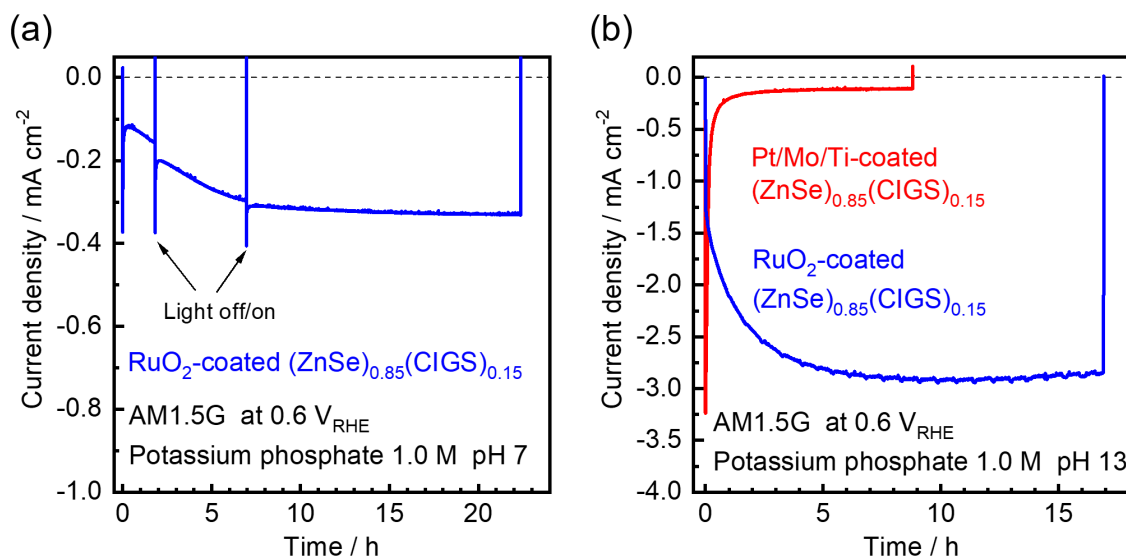 (a)
0.0
-0.2
-0.4
-0.6
-0.8
-1.0
Current density / mA cm⁻²
Light off/on
RuO₂-coated (ZnSe)₀.₈₅(CIGS)₀.₁₅
AM1.5G at 0.6 V_RHE
Potassium phosphate 1.0 M pH 7
0 5 10 15 20
Time / h
(b)
0.0
-0.5
-1.0
-1.5
-2.0
-2.5
-3.0
-3.5
-4.0
Current density / mA cm⁻²
Pt/Mo/Ti-coated
(ZnSe)₀.₈₅(CIGS)₀.₁₅
RuO₂-coated
(ZnSe)₀.₈₅(CIGS)₀.₁₅
AM1.5G at 0.6 V_RHE
Potassium phosphate 1.0 M pH 13
0 5 10 15
Time / h